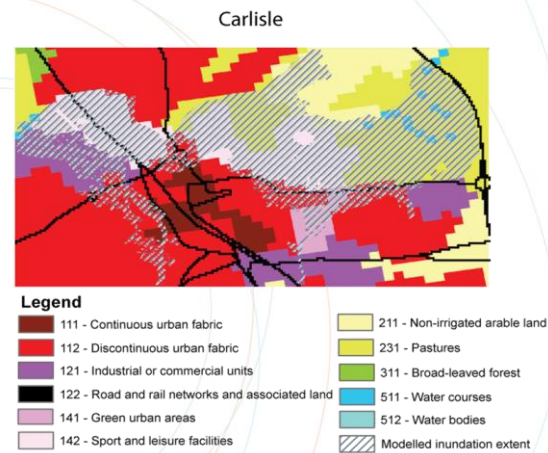 Carlisle
Legend
111 - Continuous urban fabric
112 - Discontinuous urban fabric
121 - Industrial or commercial units
122 - Road and rail networks and associated land
141 - Green urban areas
142 - Sport and leisure facilities
211 - Non-irrigated arable land
231 - Pastures
311 - Broad-leaved forest
511 - Water courses
512 - Water bodies
Modelled inundation extent